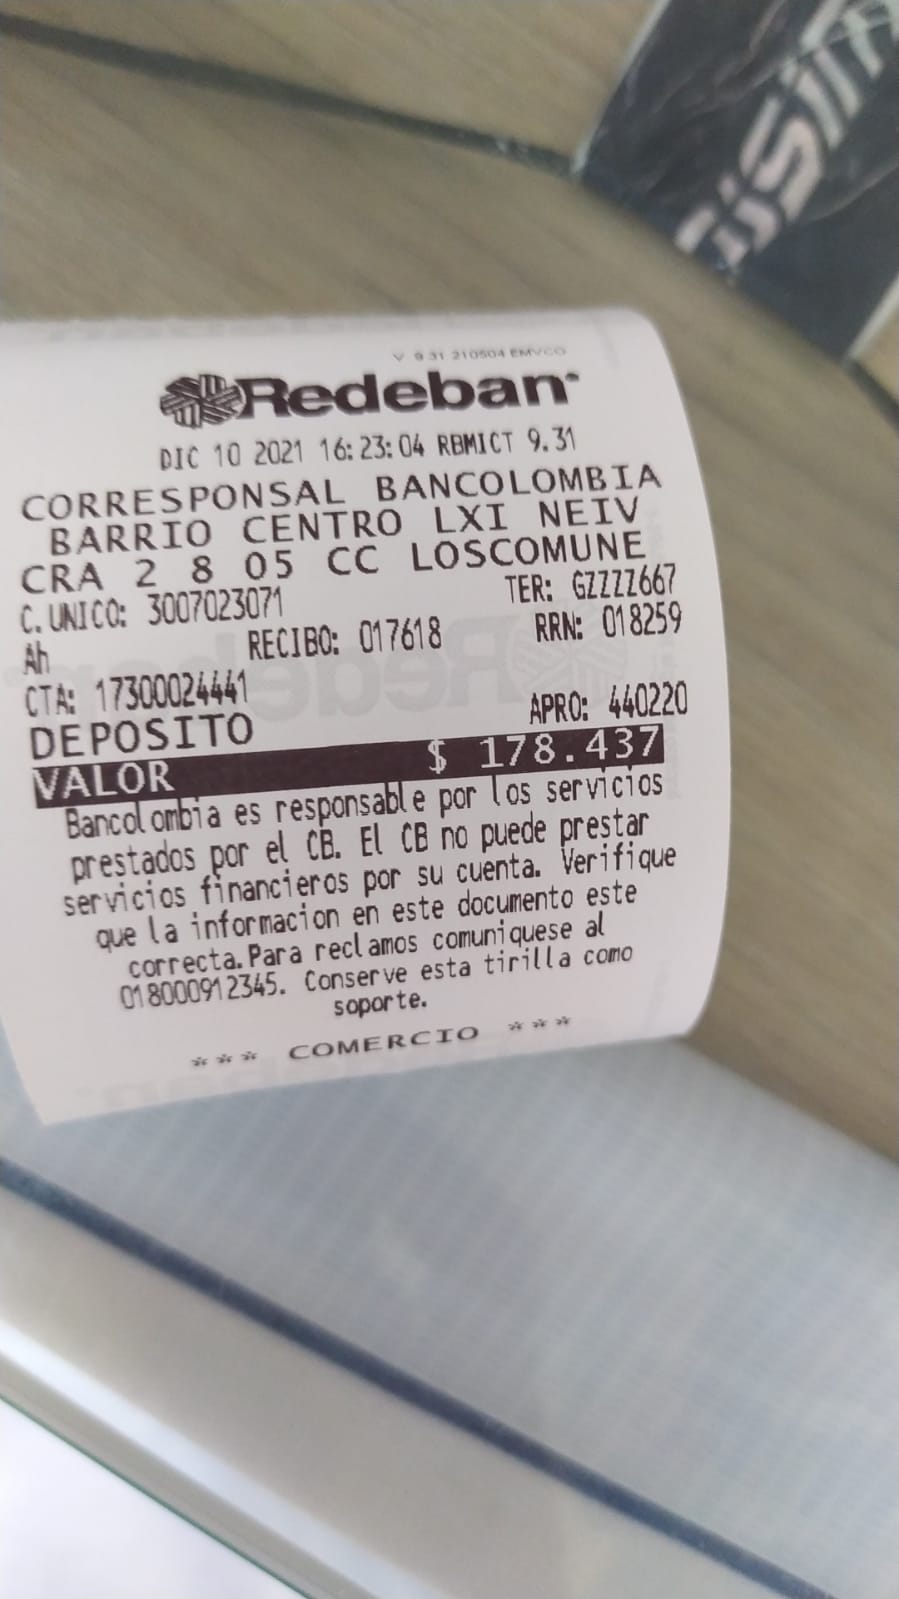 V 9.31 210504 EMVCO
Redeban
DIC 10 2021 16:23:04 RBMICT 9.31
CORRESPONSAL BANCOLOMBIA
BARRIO CENTRO LXI NEIV
CRA 2 8 05 CC LOSCOMUNE
C. UNICO: 3007023071 TER: GZZZZ667
Ah RECIBO: 017618 RRN: 018259
CTA: 17300024441
DEPOSITO APRO: 440220
VALOR $ 178.437
Bancolombia es responsable por los servicios
prestados por el CB. El CB no puede prestar
servicios financieros por su cuenta. Verifique
que la informacion en este documento este
correcta. Para reclamos comuniquese al
018000912345. Conserve esta tirilla como
soporte.
*** COMERCIO ***